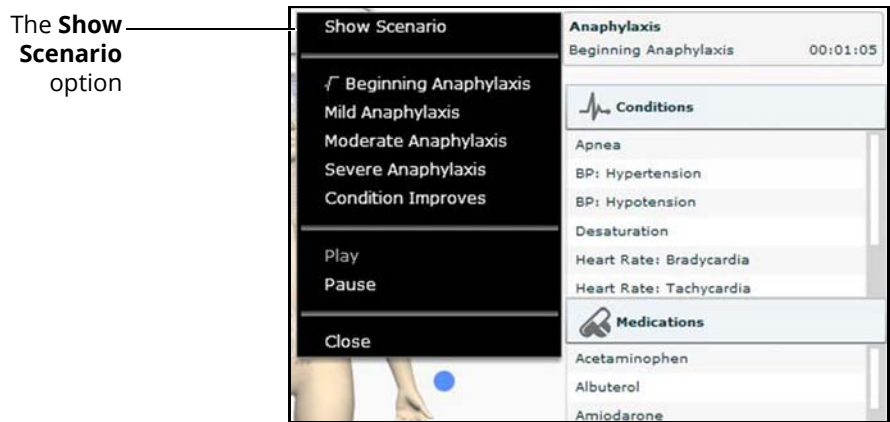 The Show
Scenario
option
Show Scenario
√ Beginning Anaphylaxis
Mild Anaphylaxis
Moderate Anaphylaxis
Severe Anaphylaxis
Condition Improves
Play
Pause
Close
Anaphylaxis
Beginning Anaphylaxis 00:01:05
Conditions
Apnea
BP: Hypertension
BP: Hypotension
Desaturation
Heart Rate: Bradycardia
Heart Rate: Tachycardia
Medications
Acetaminophen
Albuterol
Amiodarone